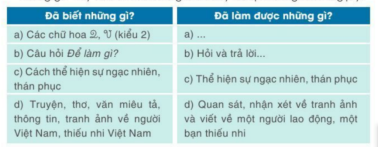 Đã biết những gì?
Đã làm được những gì?
a) Các chữ hoa Q, V (kiểu 2)
a) ...
b) Câu hỏi Để làm gì?
b) Hỏi và trả lời...
c) Cách thể hiện sự ngạc nhiên,
thán phục
c) Thể hiện sự ngạc nhiên, thán phục
d) Truyện, thơ, văn miêu tả,
thông tin, tranh ảnh về người
Việt Nam, thiếu nhi Việt Nam
d) Quan sát, nhận xét về tranh ảnh
và viết về một người lao động, một
bạn thiếu nhi